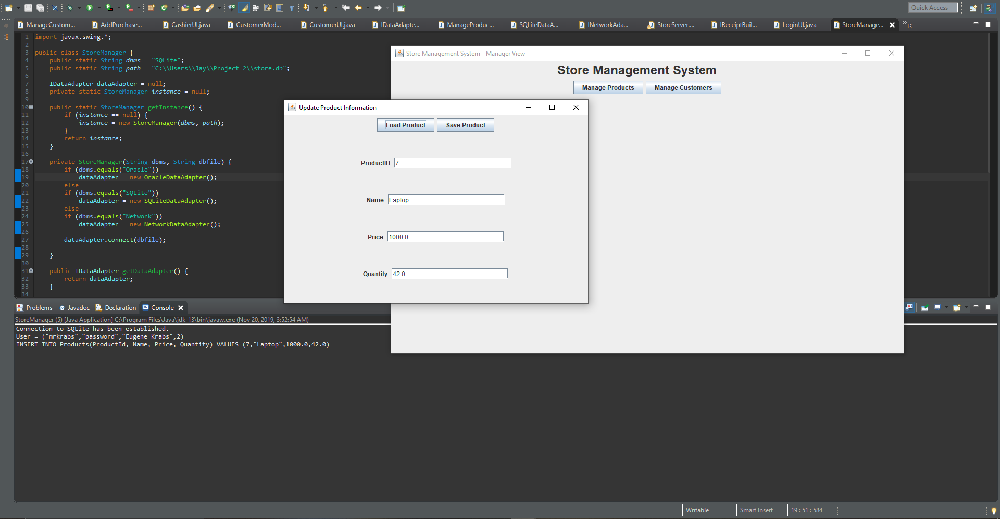 Quick Access
ManageCustom...
AddPurchase...
CashierUI.java
CustomerMod...
CustomerUI.java
IDataAdapte...
ManageProduc...
SQLiteDataA...
INetworkAda...
StoreServer....
IReceiptBuil...
LoginUI.java
StoreManage...
»15
1 import javax.swing.*;
2
3 public class StoreManager {
4 public static String dbms = "SQLite";
5 public static String path = "C:\\Users\\Jay\\Project 2\\store.db";
6
7 IDataAdapter dataAdapter = null;
8 private static StoreManager instance = null;
9
10 public static StoreManager getInstance() {
11 if (instance == null) {
12 instance = new StoreManager(dbms, path);
13 }
14 return instance;
15 }
16
17 private StoreManager(String dbms, String dbfile) {
18 if (dbms.equals("Oracle"))
19 dataAdapter = new OracleDataAdapter();
20 else
21 if (dbms.equals("SQLite"))
22 dataAdapter = new SQLiteDataAdapter();
23 else
24 if (dbms.equals("Network"))
25 dataAdapter = new NetworkDataAdapter();
26
27 dataAdapter.connect(dbfile);
28
29 }
30
31 public IDataAdapter getDataAdapter() {
32 return dataAdapter;
33 }
34
Store Management System - Manager View
Store Management System
Manage Products
Manage Customers
Update Product Information
Load Product
Save Product
ProductID 7
Name Laptop
Price 1000.0
Quantity 42.0
Problems
Javadoc
Declaration
Console
StoreManager (5) [Java Application] C:\Program Files\Java\jdk-13\bin\javaw.exe (Nov 20, 2019, 3:52:54 AM)
Connection to SQLite has been established.
User = ("mrkrabs","password","Eugene Krabs",2)
INSERT INTO Products(ProductId, Name, Price, Quantity) VALUES (7,"Laptop",1000.0,42.0)
Writable
Smart Insert
19 : 51 : 584